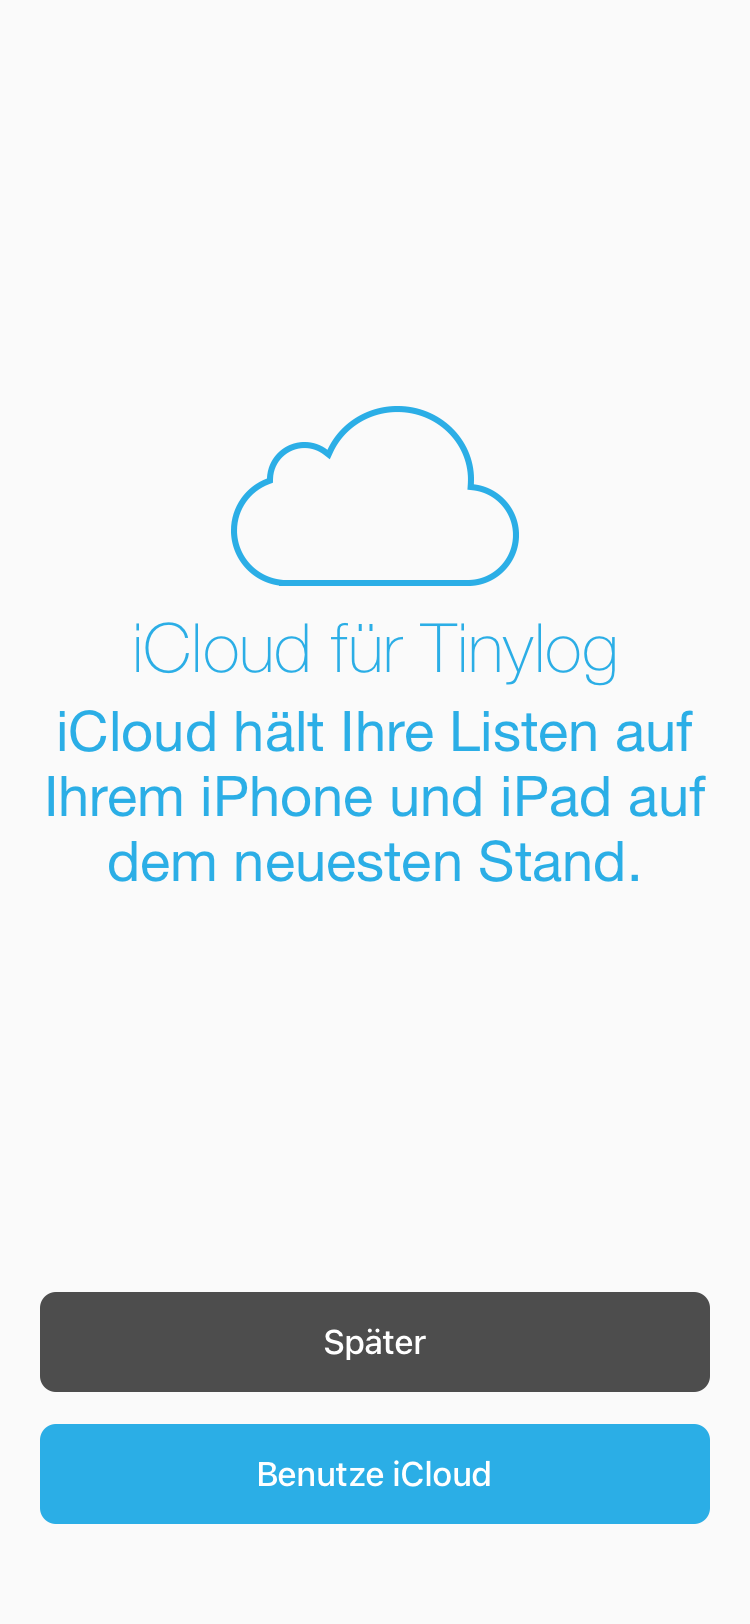 iCloud für Tinylog
iCloud hält Ihre Listen auf
Ihrem iPhone und iPad auf
dem neuesten Stand.
Später
Benutze iCloud